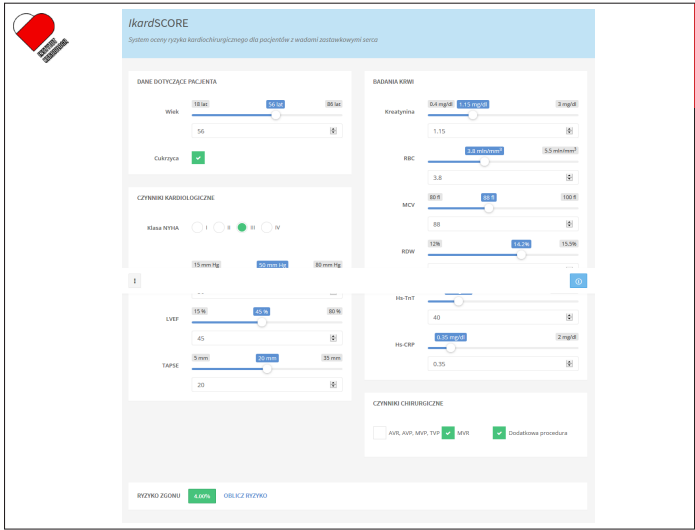 IkardSCORE
System oceny ryzyka kardiochirurgicznego dla pacjentów z wadami zastawkowymi serca
DANE DOTYCZĄCE PACJENTA
18 lat 56 lat 86 lat
Wiek
56
Cukrzyca
CZYNNIKI KARDIOLOGICZNE
Klasa NYHA I II III IV
15 mm Hg 50 mm Hg 80 mm Hg
15 % 45 % 80 %
LVEF
45
5 mm 20 mm 35 mm
TAPSE
20
BADANIA KRWI
0.4 mg/dl 1.15 mg/dl 3 mg/dl
Kreatynina
1.15
3.8 mln/mm³ 5.5 mln/mm³
RBC
3.8
80 fl 88 fl 100 fl
MCV
88
12% 14.2% 15.5%
RDW
Hs-TnT
40
0.35 mg/dl 2 mg/dl
Hs-CRP
0.35
CZYNNIKI CHIRURGICZNE
AVR, AVP, MVP, TVP MVR Dodatkowa procedura
RYZYKO ZGONU 4.00% OBLICZ RYZYKO